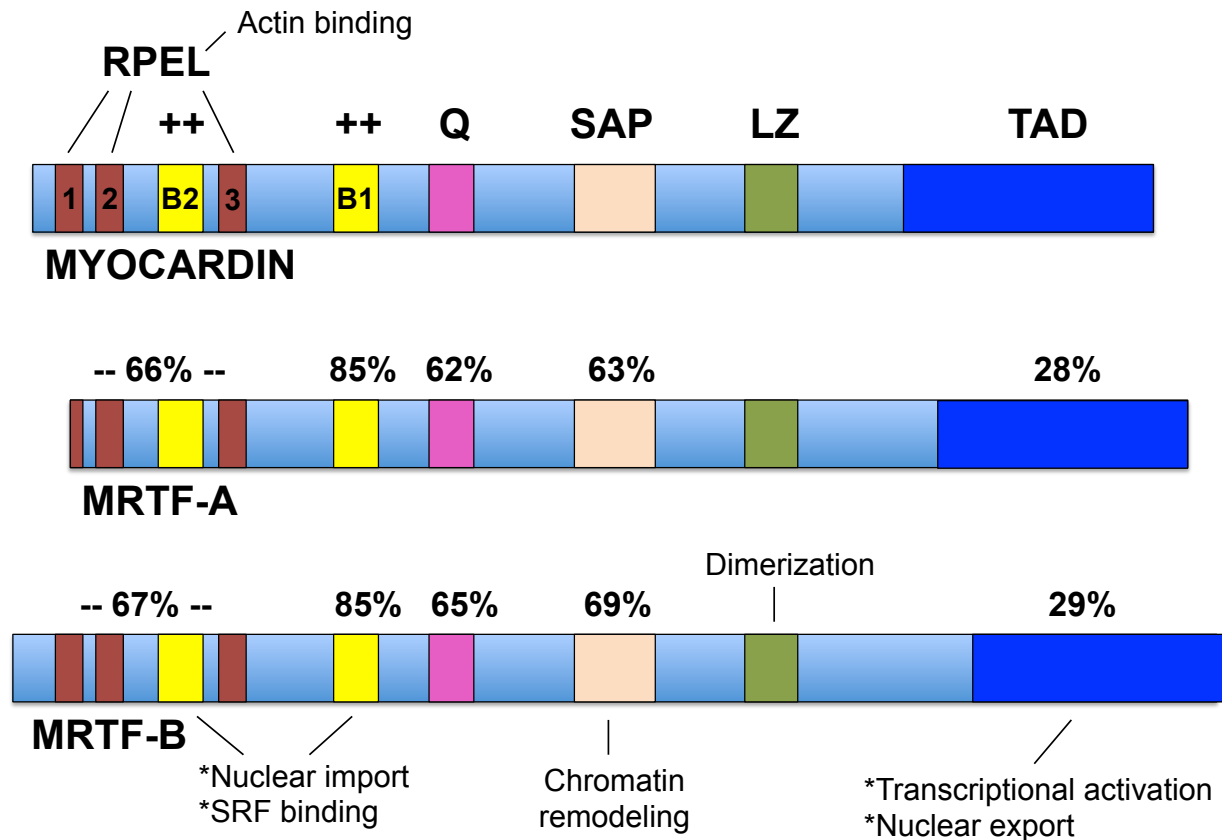 Actin binding
RPEL
++ ++ Q SAP LZ TAD
1 2 B2 3 B1
MYOCARDIN
-- 66% -- 85% 62% 63% 28%
MRTF-A
Dimerization
-- 67% -- 85% 65% 69% 29%
MRTF-B
*Nuclear import
*SRF binding
Chromatin
remodeling
*Transcriptional activation
*Nuclear export